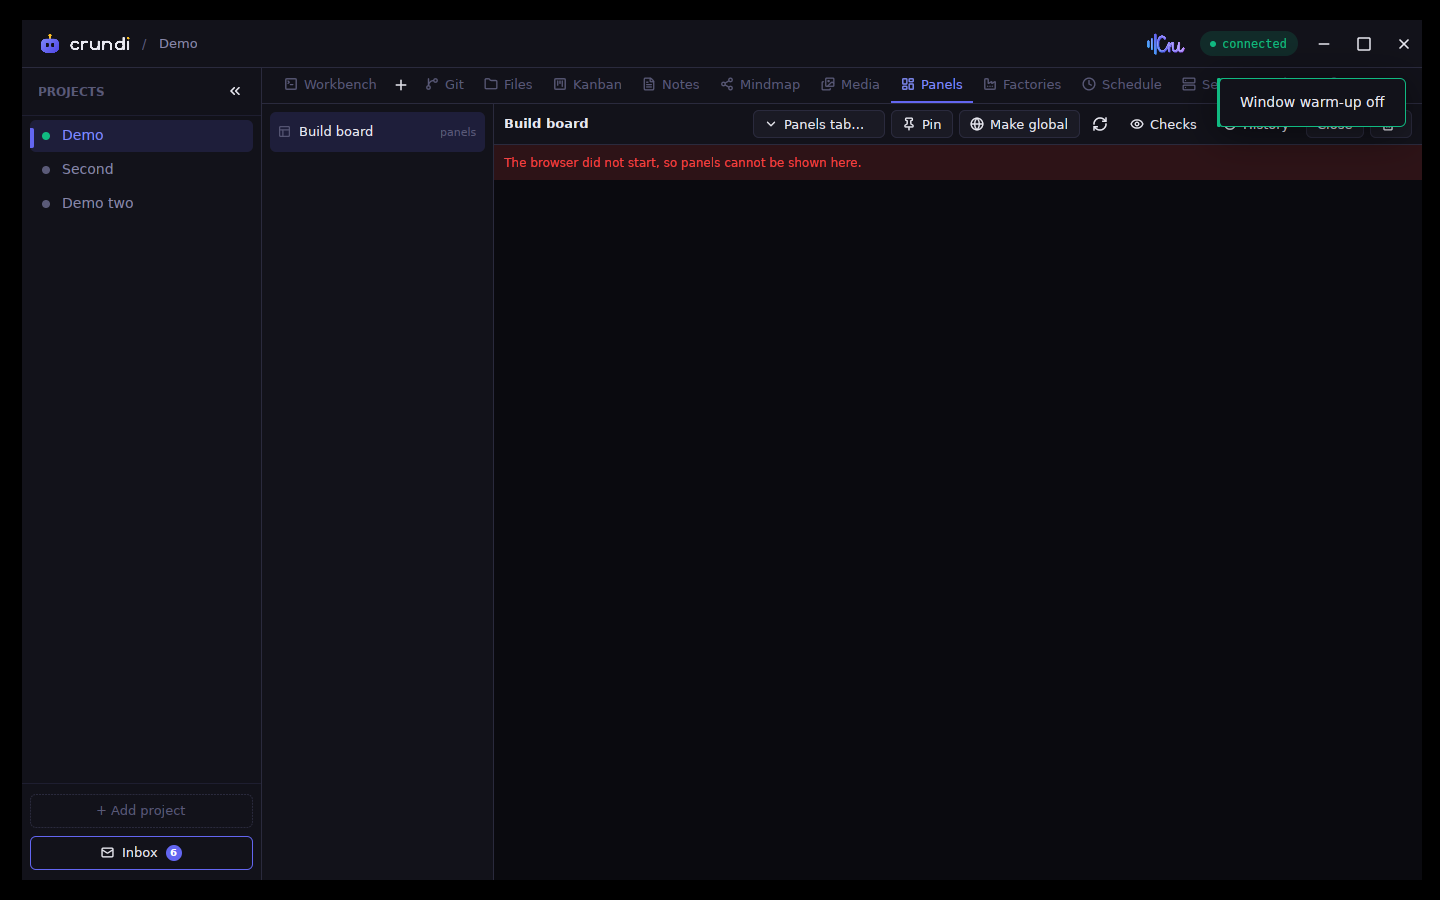 crundi / Demo
Cru
connected
PROJECTS
Workbench
Git
Files
Kanban
Notes
Mindmap
Media
Panels
Factories
Schedule
Window warm-up off
Demo
Second
Demo two
Build board
panels
Build board
Panels tab...
Pin
Make global
Checks
The browser did not start, so panels cannot be shown here.
+ Add project
Inbox 6